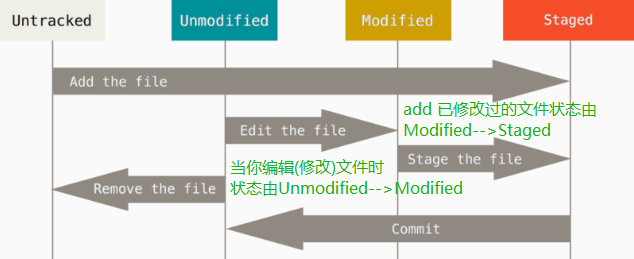 Untracked
Unmodified
Modified
Staged
Add the file
add 已修改过的文件状态由
Modified-->Staged
Edit the file
Stage the file
当你编辑(修改)文件时
状态由Unmodified-->Modified
Remove the file
Commit